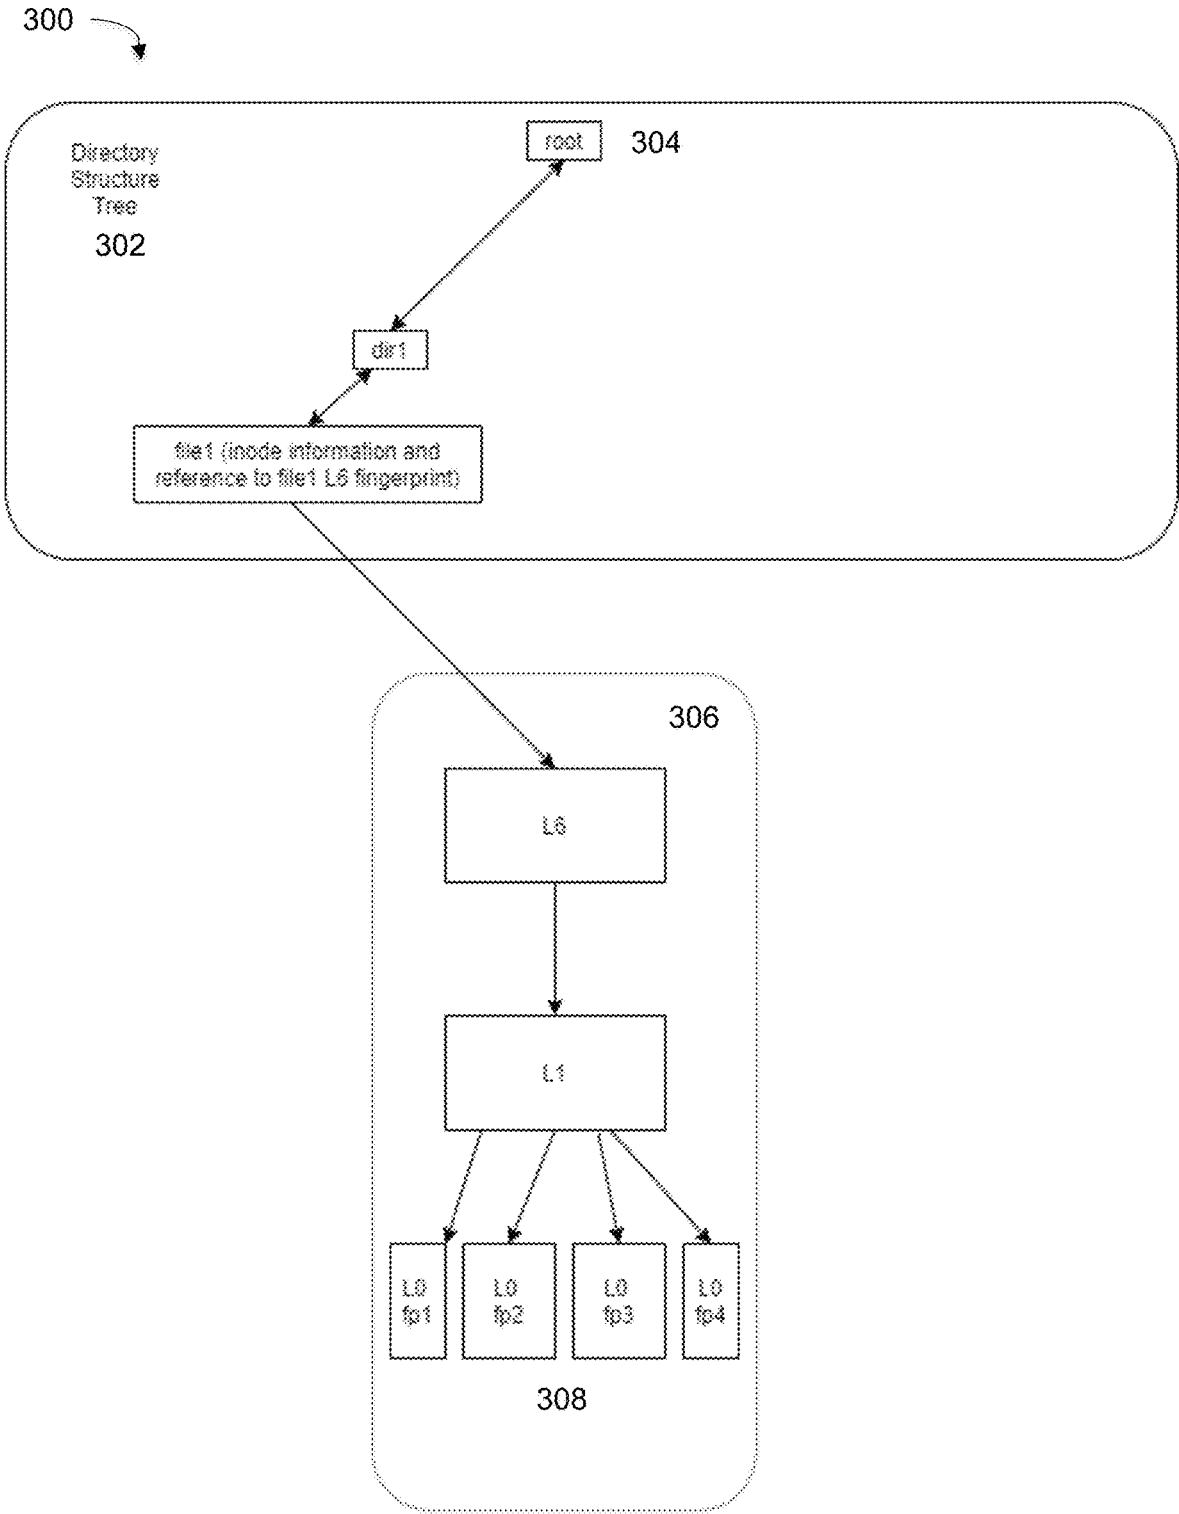 300
Directory
Structure
Tree
302
root
304
dir1
file1 (inode information and
reference to file1 L6 fingerprint)
306
L6
L1
L0
fp1
L0
fp2
L0
fp3
L0
fp4
308